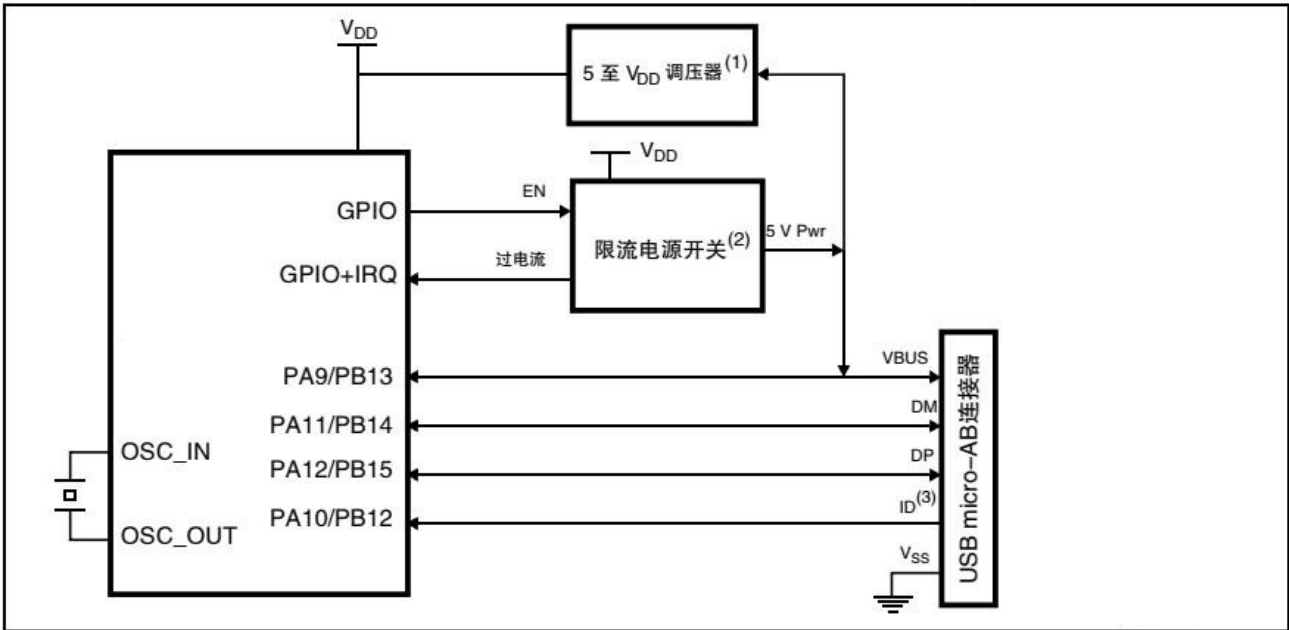 VDD
5 至 VDD 调压器(1)
VDD
GPIO
EN
限流电源开关(2)
5 V Pwr
GPIO+IRQ
过电流
PA9/PB13
VBUS
PA11/PB14
DM
OSC_IN
PA12/PB15
DP
PA10/PB12
ID(3)
OSC_OUT
VSS
USB micro-AB连接器